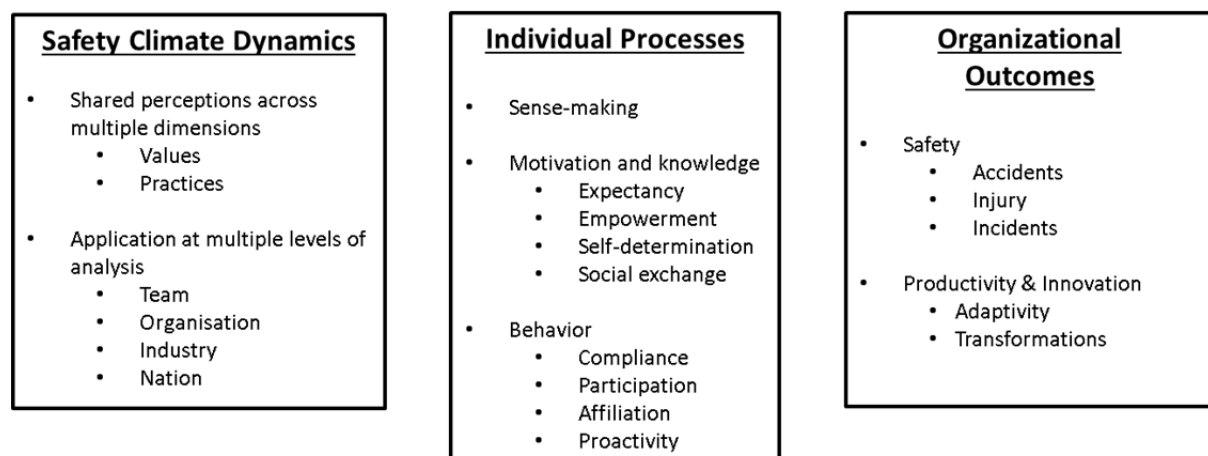 Safety Climate Dynamics
• Shared perceptions across
multiple dimensions
• Values
• Practices
• Application at multiple levels of
analysis
• Team
• Organisation
• Industry
• Nation
Individual Processes
• Sense-making
• Motivation and knowledge
• Expectancy
• Empowerment
• Self-determination
• Social exchange
• Behavior
• Compliance
• Participation
• Affiliation
• Proactivity
Organizational
Outcomes
• Safety
• Accidents
• Injury
• Incidents
• Productivity & Innovation
• Adaptivity
• Transformations